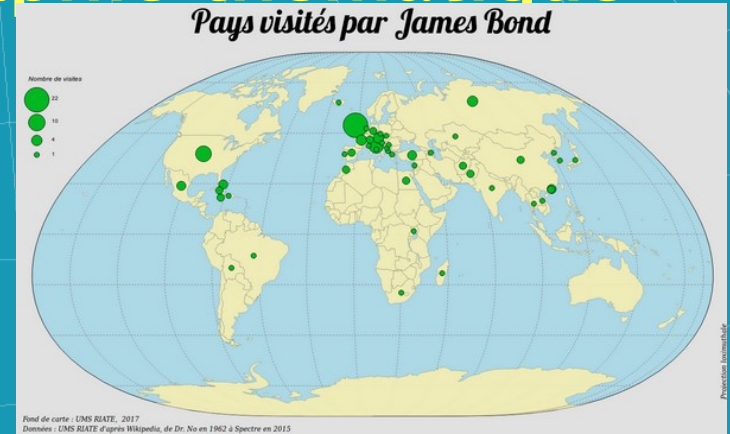 Pays visités par James Bond
Nombre de visites
22
10
4
1
Projection loximuthale
Fond de carte : UMS RIATE, 2017
Données : UMS RIATE d'après Wikipedia, de Dr. No en 1962 à Spectre en 2015